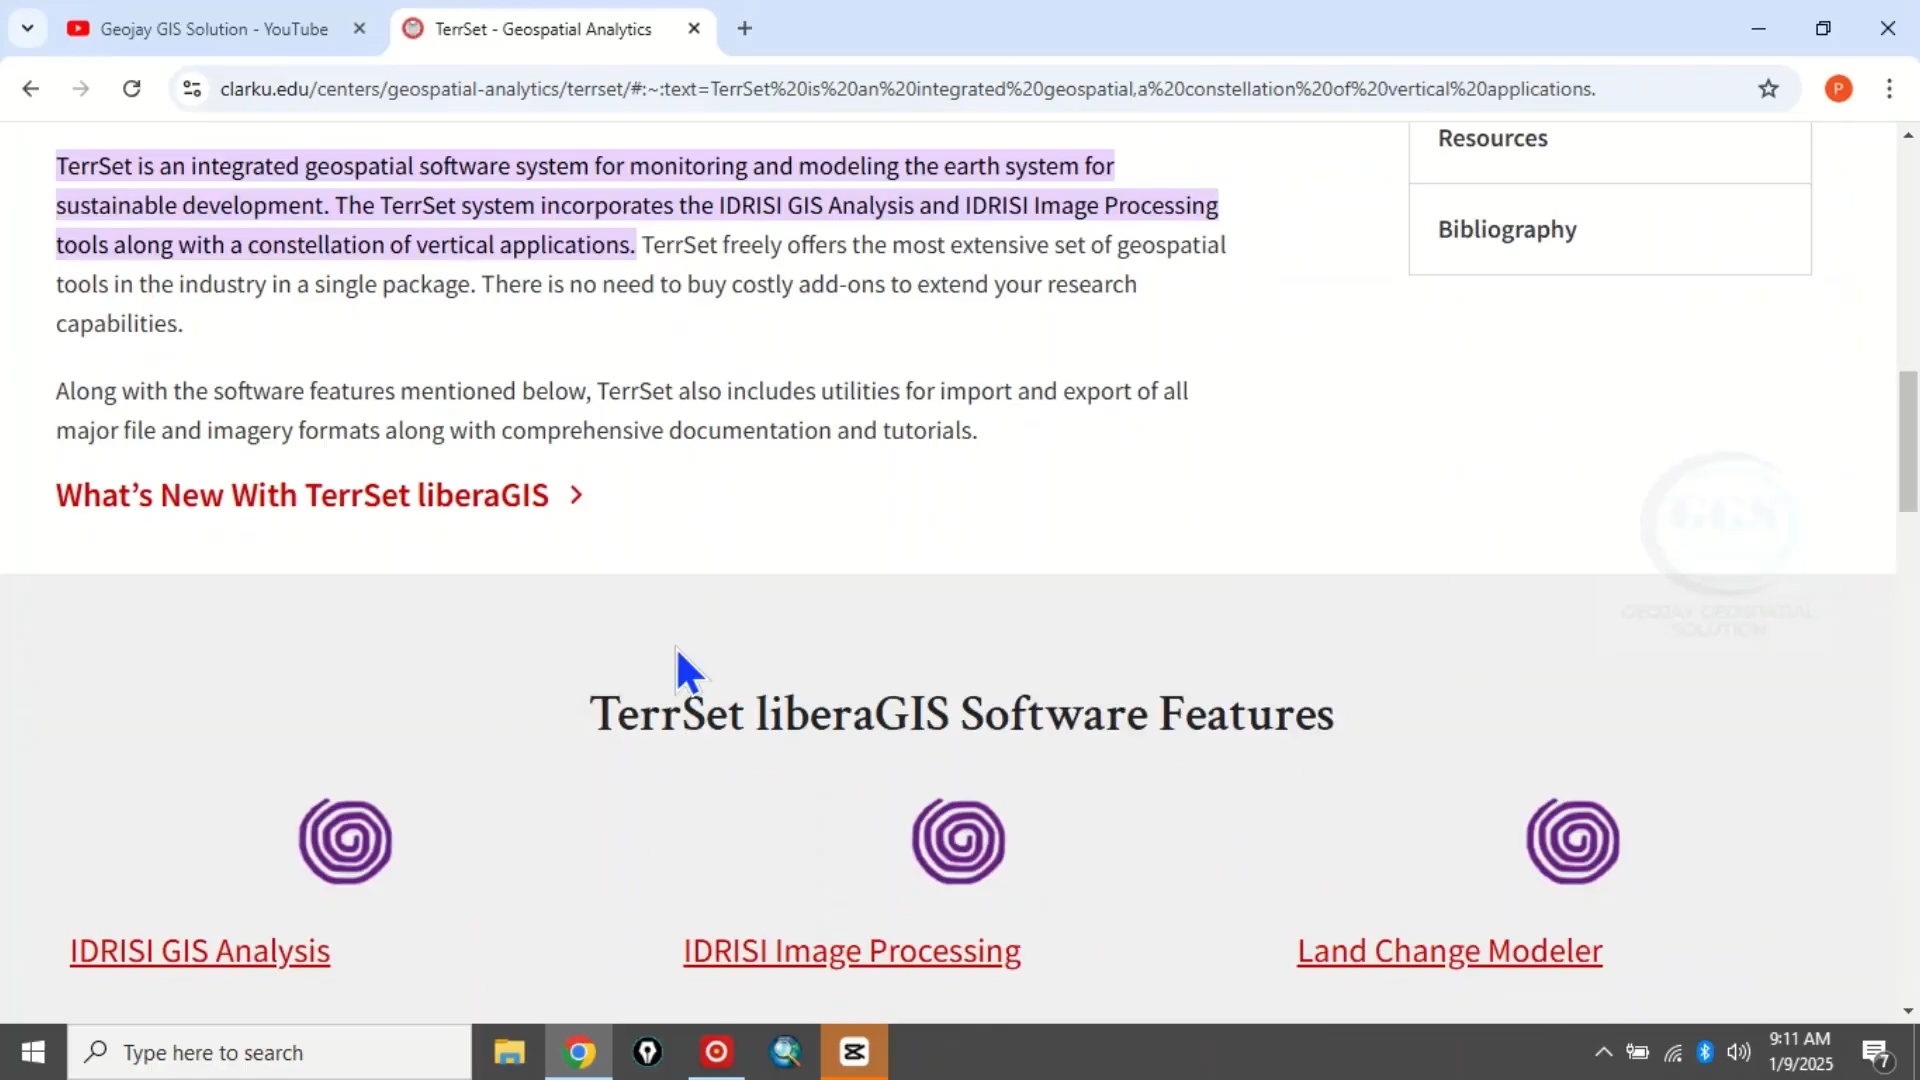 Geojay GIS Solution - YouTube
TerrSet - Geospatial Analytics
clarku.edu/centers/geospatial-analytics/terrset/#:~:text=TerrSet%20is%20an%20integrated%20geospatial,a%20constellation%20of%20vertical%20applications.
P
TerrSet is an integrated geospatial software system for monitoring and modeling the earth system for
sustainable development. The TerrSet system incorporates the IDRISI GIS Analysis and IDRISI Image Processing
tools along with a constellation of vertical applications. TerrSet freely offers the most extensive set of geospatial
tools in the industry in a single package. There is no need to buy costly add-ons to extend your research
capabilities.
Along with the software features mentioned below, TerrSet also includes utilities for import and export of all
major file and imagery formats along with comprehensive documentation and tutorials.
What’s New With TerrSet liberaGIS
Resources
Bibliography
GGS
GEOJAY GEOSPATIAL
SOLUTION
TerrSet liberaGIS Software Features
IDRISI GIS Analysis
IDRISI Image Processing
Land Change Modeler
Type here to search
9:11 AM
1/9/2025
7